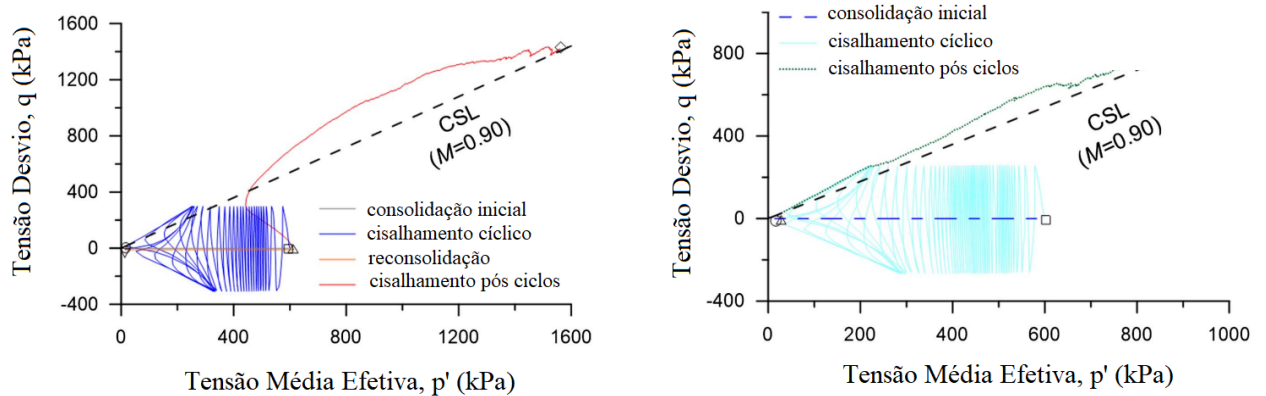 1600
1200
800
400
0
-400
0
400
800
1200
1600
Tensão Desvio, q (kPa)
Tensão Média Efetiva, p' (kPa)
CSL
(M=0.90)
consolidação inicial
cisalhamento cíclico
reconsolidação
cisalhamento pós ciclos
consolidação inicial
cisalhamento cíclico
cisalhamento pós ciclos
800
400
0
-400
0
200
400
600
800
1000
Tensão Desvio, q (kPa)
Tensão Média Efetiva, p' (kPa)
CSL
(M=0.90)